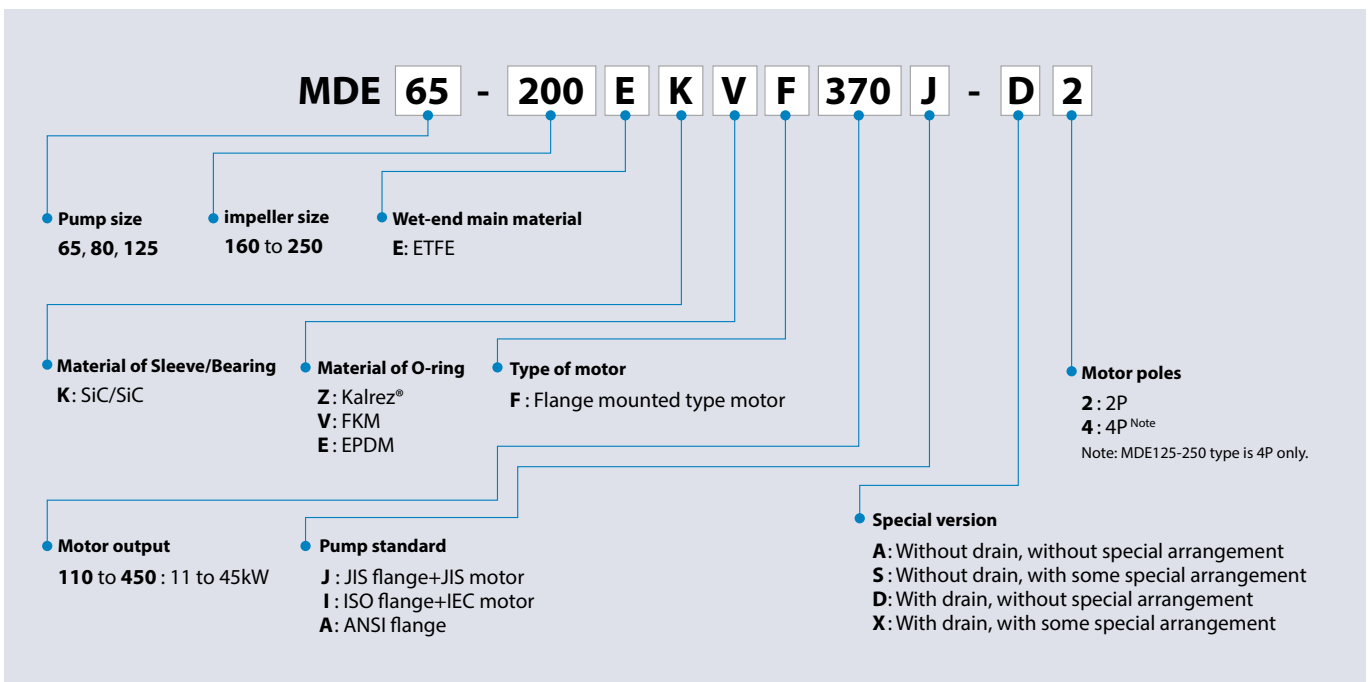 MDE 65 - 200 E K V F 370 J - D 2
Pump size
65, 80, 125
impeller size
160 to 250
Wet-end main material
E: ETFE
Material of Sleeve/Bearing
K: SiC/SiC
Material of O-ring
Z: Kalrez®
V: FKM
E: EPDM
Type of motor
F: Flange mounted type motor
Motor poles
2: 2P
4: 4P Note
Note: MDE125-250 type is 4P only.
Motor output
110 to 450: 11 to 45kW
Pump standard
J: JIS flange+JIS motor
I: ISO flange+IEC motor
A: ANSI flange
Special version
A: Without drain, without special arrangement
S: Without drain, with some special arrangement
D: With drain, without special arrangement
X: With drain, with some special arrangement